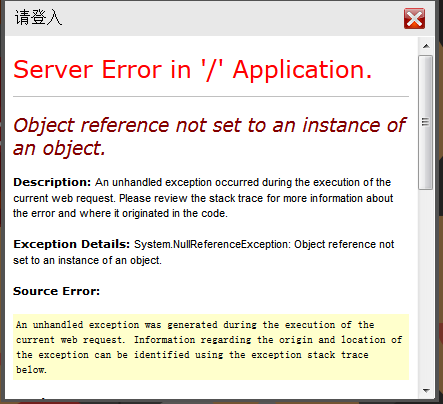 请登入
Server Error in '/' Application.
Object reference not set to an instance of
an object.
Description: An unhandled exception occurred during the execution of the
current web request. Please review the stack trace for more information about
the error and where it originated in the code.
Exception Details: System.NullReferenceException: Object reference not
set to an instance of an object.
Source Error:
An unhandled exception was generated during the execution of the
current web request. Information regarding the origin and location of
the exception can be identified using the exception stack trace
below.